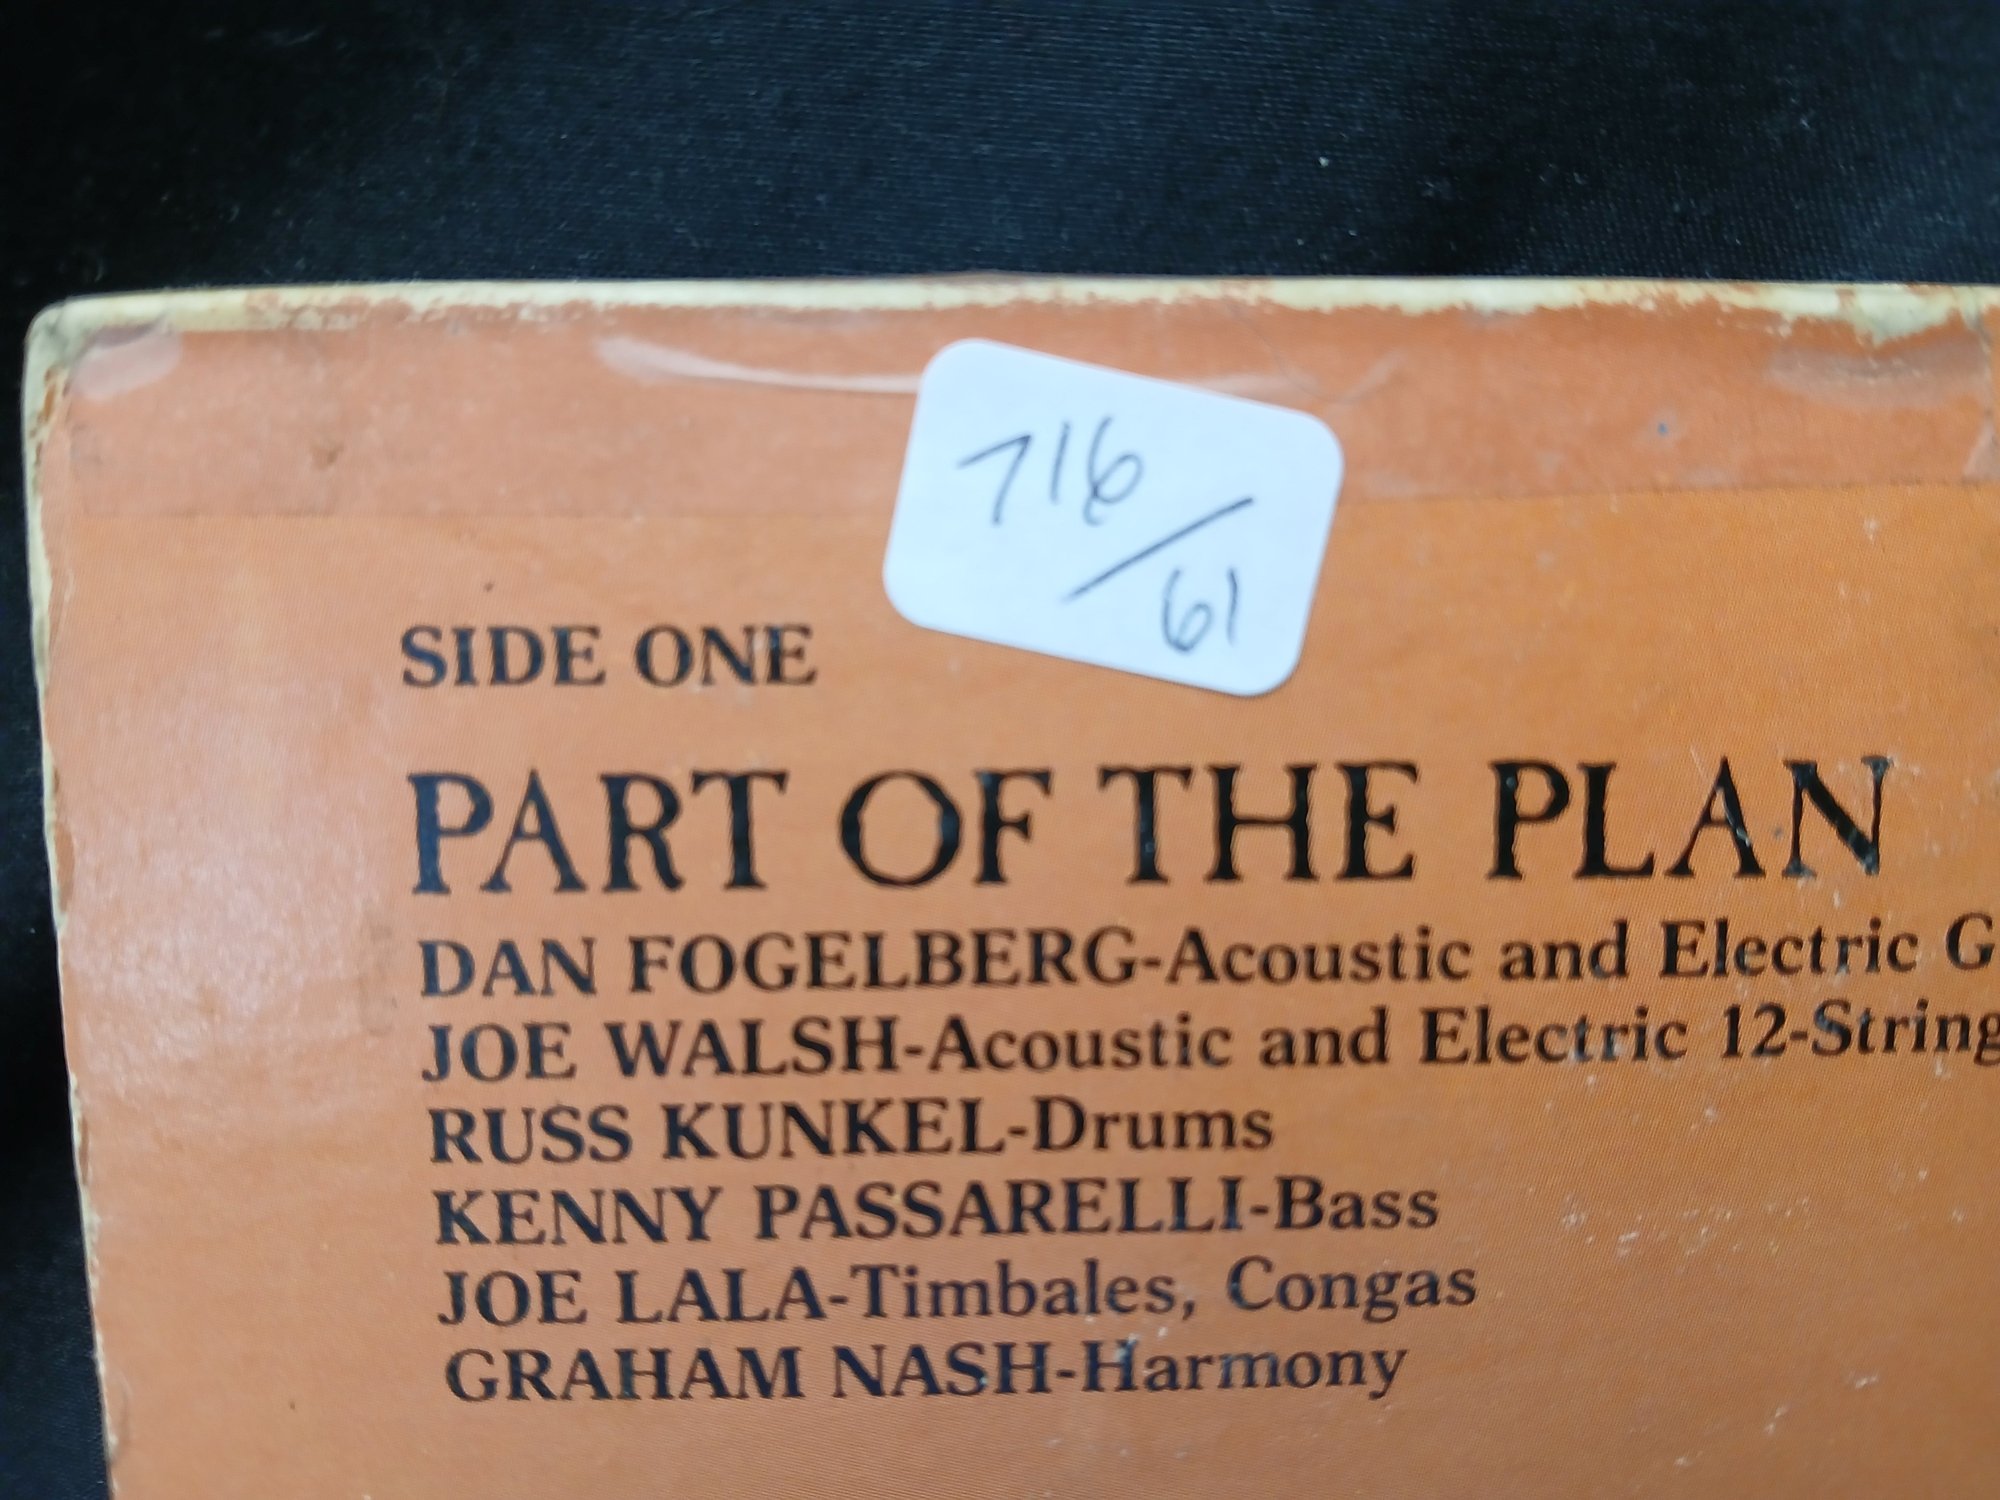 716
/
61
SIDE ONE
PART OF THE PLAN
DAN FOGELBERG-Acoustic and Electric G
JOE WALSH-Acoustic and Electric 12-String
RUSS KUNKEL-Drums
KENNY PASSARELLI-Bass
JOE LALA-Timbales, Congas
GRAHAM NASH-Harmony